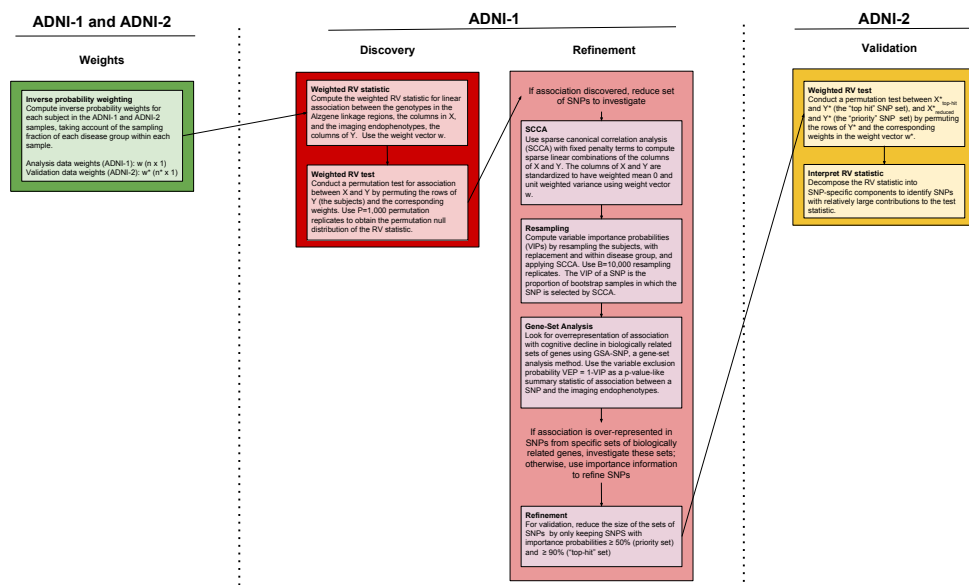 ADNI-1 and ADNI-2
Weights
Inverse probability weighting
Compute inverse probability weights for
each subject in the ADNI-1 and ADNI-2
samples, taking account of the sampling
fraction of each disease group within each
sample.
Analysis data weights (ADNI-1): w (n x 1)
Validation data weights (ADNI-2): w* (n* x 1)
ADNI-1
Discovery
Weighted RV statistic
Compute the weighted RV statistic for linear
association between the genotypes in the
Alzgene linkage regions, the columns in X,
and the imaging endophenotypes, the
columns of Y. Use the weight vector w.
Weighted RV test
Conduct a permutation test for association
between X and Y by permuting the rows of
Y (the subjects) and the corresponding
weights. Use P=1,000 permutation
replicates to obtain the permutation null
distribution of the RV statistic.
Refinement
If association discovered, reduce set
of SNPs to investigate
SCCA
Use sparse canonical correlation analysis
(SCCA) with fixed penalty terms to compute
sparse linear combinations of the columns
of X and Y. The columns of X and Y are
standardized to have weighted mean 0 and
unit weighted variance using weight vector
w.
Resampling
Compute variable importance probabilities
(VIPs) by resampling the subjects, with
replacement and within disease group, and
applying SCCA. Use B=10,000 resampling
replicates. The VIP of a SNP is the
proportion of bootstrap samples in which the
SNP is selected by SCCA.
Gene-Set Analysis
Look for overrepresentation of association
with cognitive decline in biologically related
sets of genes using GSA-SNP, a gene-set
analysis method. Use the variable exclusion
probability VEP = 1-VIP as a p-value-like
summary statistic of association between a
SNP and the imaging endophenotypes.
If association is over-represented in
SNPs from specific sets of biologically
related genes, investigate these sets;
otherwise, use importance information
to refine SNPs
Refinement
For validation, reduce the size of the sets of
SNPs by only keeping SNPS with
importance probabilities ≥ 50% (priority set)
and ≥ 90% ("top-hit" set)
ADNI-2
Validation
Weighted RV test
Conduct a permutation test between X*top-hit
and Y* (the "top hit" SNP set), and X*reduced
and Y* (the "priority" SNP set) by permuting
the rows of Y* and the corresponding
weights in the weight vector w*.
Interpret RV statistic
Decompose the RV statistic into
SNP-specific components to identify SNPs
with relatively large contributions to the test
statistic.